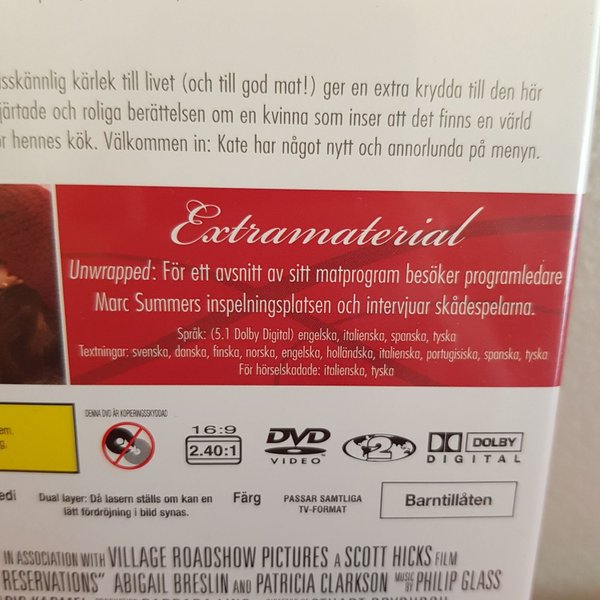 kärlek till livet (och till god mat!) ger en extra krydda till den här
och roliga berättelsen om en kvinna som inser att det finns en värld
hennes kök. Välkommen in: Kate har något nytt och annorlunda på menyn.
Extramaterial
Unwrapped: För ett avsnitt av sitt matprogram besöker programledare
Marc Summers inspelningsplatsen och intervjuar skådespelarna.
Språk: (5.1 Dolby Digital) engelska, italienska, spanska, tyska
Textningar: svenska, danska, finska, norska, engelska, holländska, italienska, portugisiska, spanska, tyska
För hörselskadade: italienska, tyska
DENNA DVD ÄR KOPIERINGSSKYDDAD
16:9
2.40:1
DVD
VIDEO
2
DOLBY
DIGITAL
Dual layer: Då lasern ställs om kan en
lätt fördröjning i bild synas.
Färg
PASSAR SAMTLIGA
TV-FORMAT
Barntillåten
IN ASSOCIATION WITH VILLAGE ROADSHOW PICTURES A SCOTT HICKS FILM
RESERVATIONS" ABIGAIL BRESLIN AND PATRICIA CLARKSON MUSIC BY PHILIP GLASS